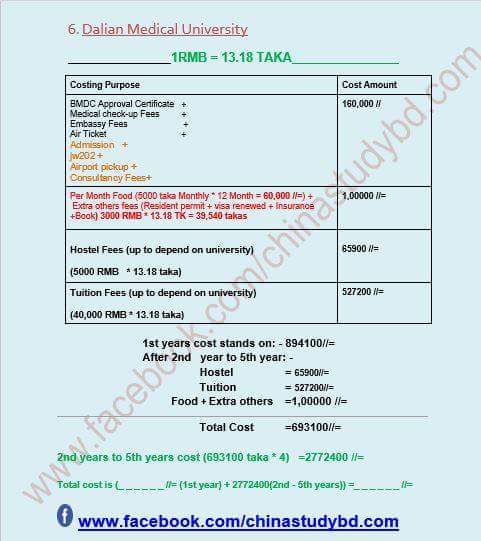 6. Dalian Medical University
1RMB = 13.18 TAKA
Costing Purpose Cost Amount
BMDC Approval Certificate + 160,000 //
Medical check-up Fees +
Embassy Fees +
Air Ticket +
Admission +
jw202 +
Airport pickup +
Consultancy Fees+
Per Month Food (5000 taka Monthly * 12 Month = 60,000 //=) + 1,00000 //=
Extra others fees (Resident permit + visa renewed + Insurance
+Book) 3000 RMB * 13.18 TK = 39,540 takas
Hostel Fees (up to depend on university) 65900 //=
(5000 RMB * 13.18 taka)
Tuition Fees (up to depend on university) 527200 //=
(40,000 RMB * 13.18 taka)
1st years cost stands on: - 894100//=
After 2nd year to 5th year: -
Hostel = 65900//=
Tuition = 527200//=
Food + Extra others =1,00000 //=
Total Cost =693100//=
2nd years to 5th years cost (693100 taka * 4) =2772400 //=
Total cost is (_ _ _ _ _ _ //= (1st year) + 2772400(2nd - 5th years)) =_ _ _ _ _ _ //=
f www.facebook.com/chinastudybd.com
www.facebook.com/chinastudybd.com